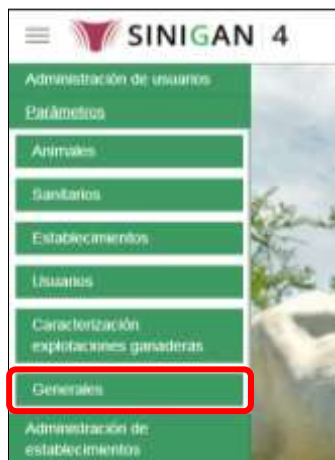 SINIGAN 4
Administración de usuarios
Parámetros
Animales
Sanitarios
Establecimientos
Usuarios
Caracterización
explotaciones ganaderas
Generales
Administración de
establecimientos